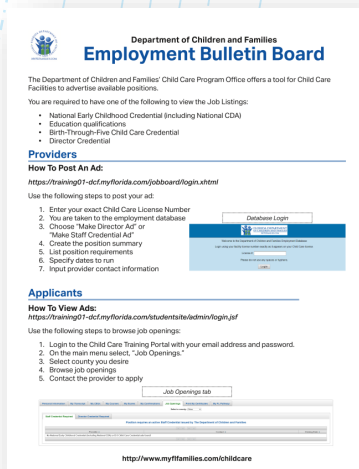 Department of Children and Families
Employment Bulletin Board
The Department of Children and Families' Child Care Program Office offers a tool for Child Care
Facilities to advertise available positions.
You are required to have one of the following to view the Job Listings:
• National Early Childhood Credential (including National CDA)
• Education qualifications
• Birth-Through-Five Child Care Credential
• Director Credential
Providers
How To Post An Ad:
https://training01-dcf.myflorida.com/jobboard/login.xhtml
Use the following steps to post your ad:
1. Enter your exact Child Care License Number
2. You are taken to the employment database
3. Choose "Make Director Ad" or
"Make Staff Credential Ad"
4. Create the position summary
5. List position requirements
6. Specify dates to run
7. Input provider contact information
Database Login
Applicants
How To View Ads:
https://training01-dcf.myflorida.com/studentsite/admin/login.jsf
Use the following steps to browse job openings:
1. Login to the Child Care Training Portal with your email address and password.
2. On the main menu select, "Job Openings."
3. Select county you desire
4. Browse job openings
5. Contact the provider to apply
Job Openings tab
http://www.myflfamilies.com/childcare